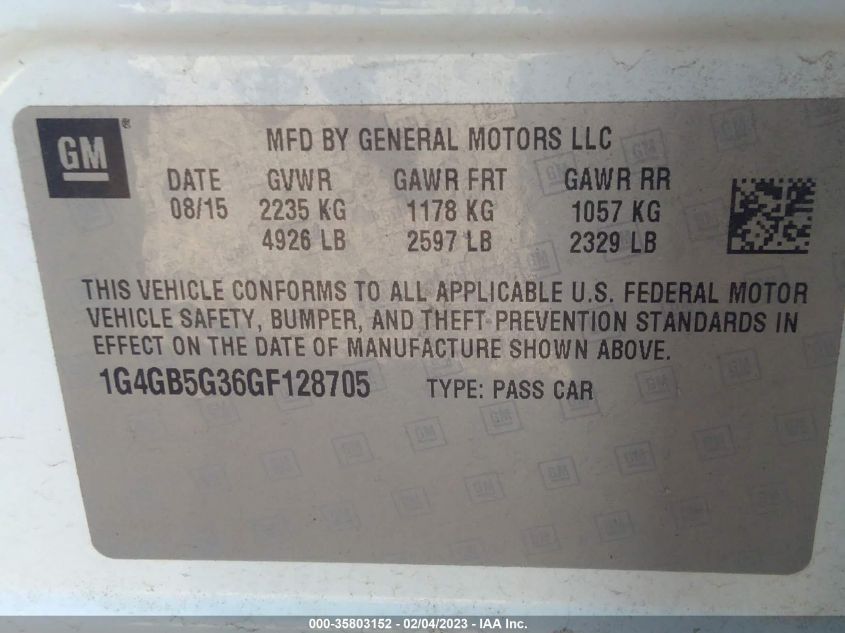 GM ®
MFD BY GENERAL MOTORS LLC
DATE GVWR GAWR FRT GAWR RR
08/15 2235 KG 1178 KG 1057 KG
4926 LB 2597 LB 2329 LB
THIS VEHICLE CONFORMS TO ALL APPLICABLE U.S. FEDERAL MOTOR
VEHICLE SAFETY, BUMPER, AND THEFT PREVENTION STANDARDS IN
EFFECT ON THE DATE OF MANUFACTURE SHOWN ABOVE.
1G4GB5G36GF128705 TYPE: PASS CAR
000-35803152 - 02/04/2023 - IAA Inc.